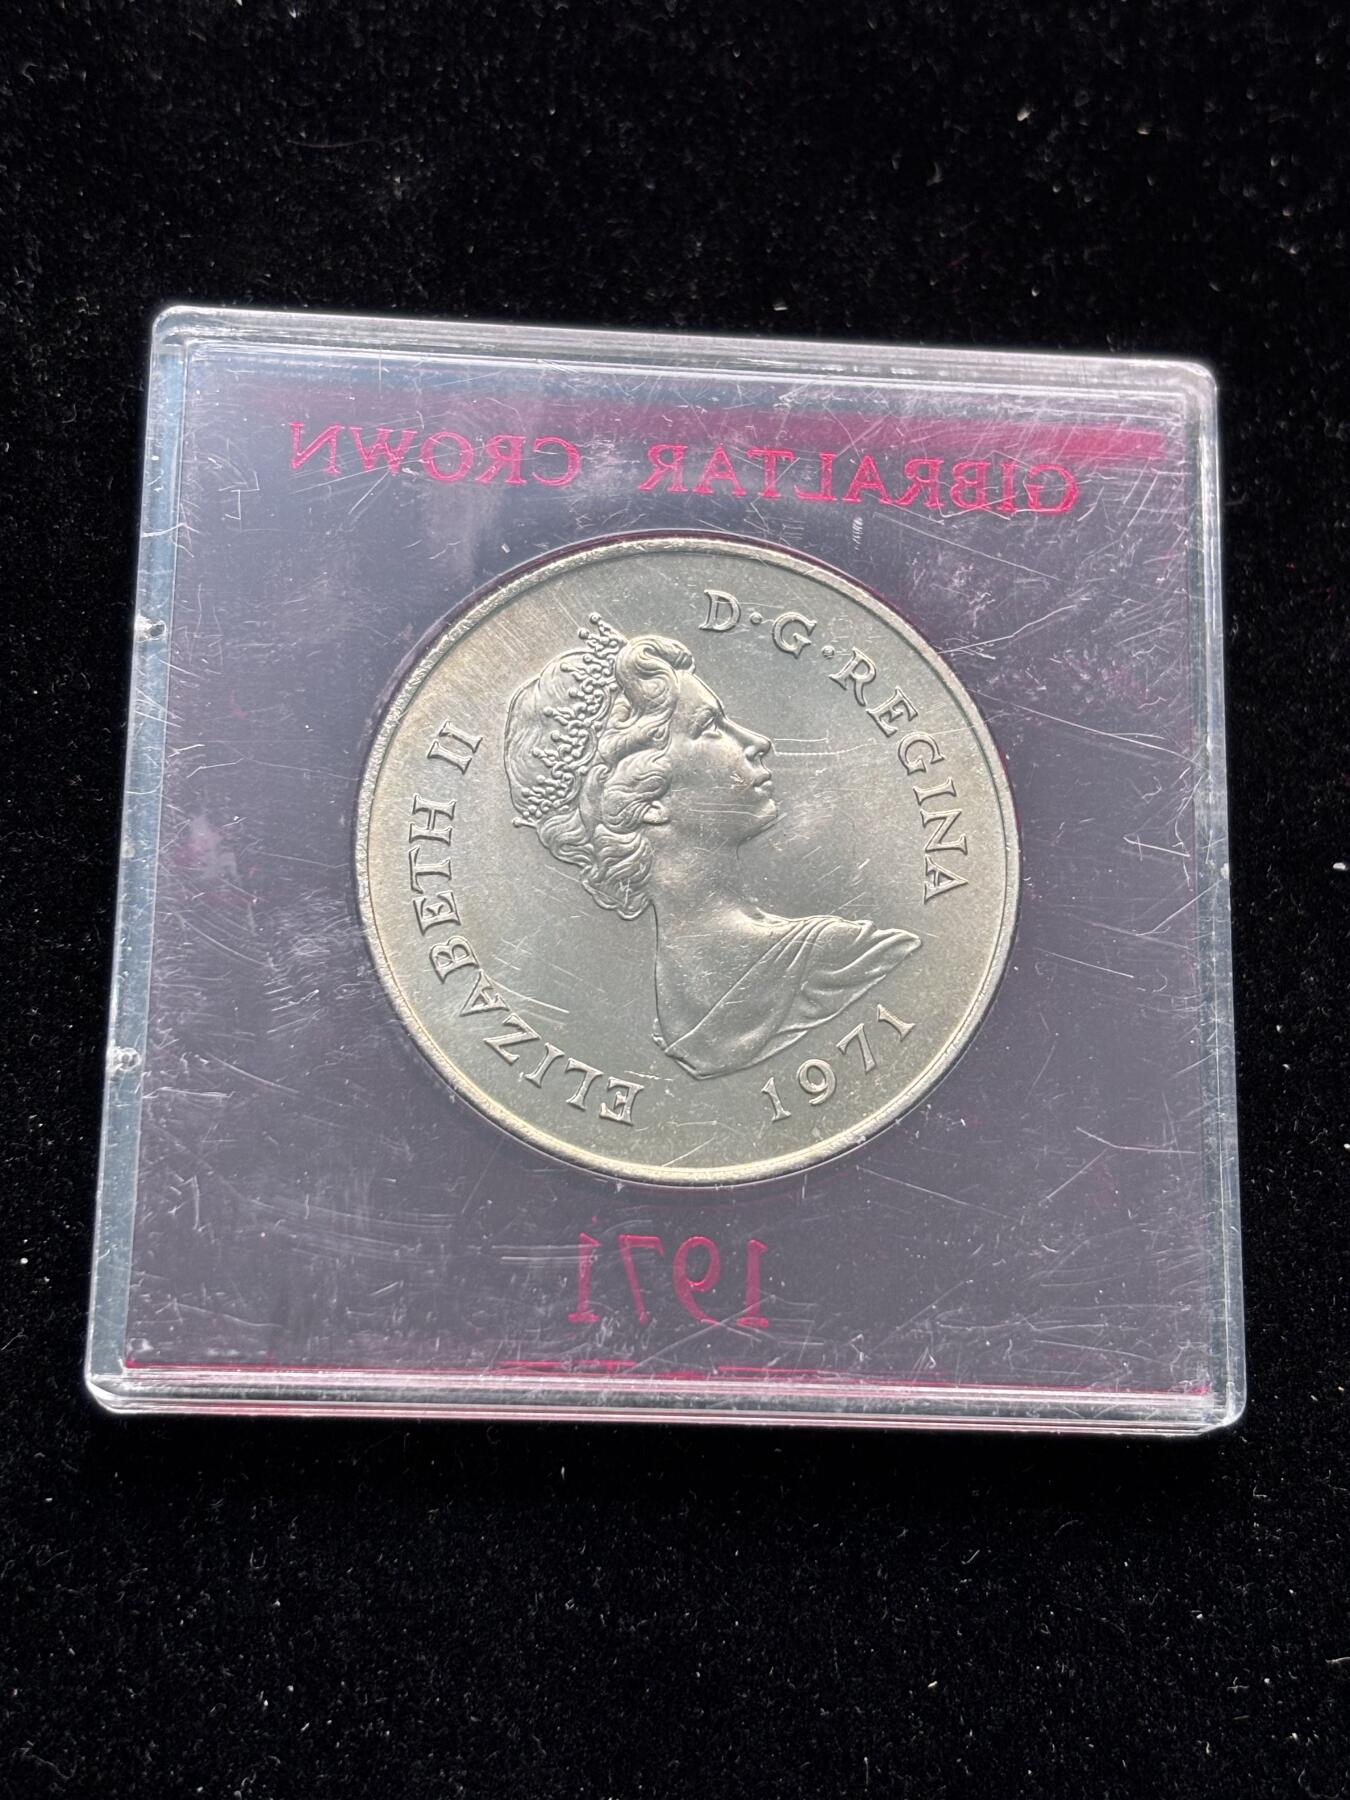 GIBRALTAR CROWN
ELIZABETH II D·G·REGINA
1971
1971